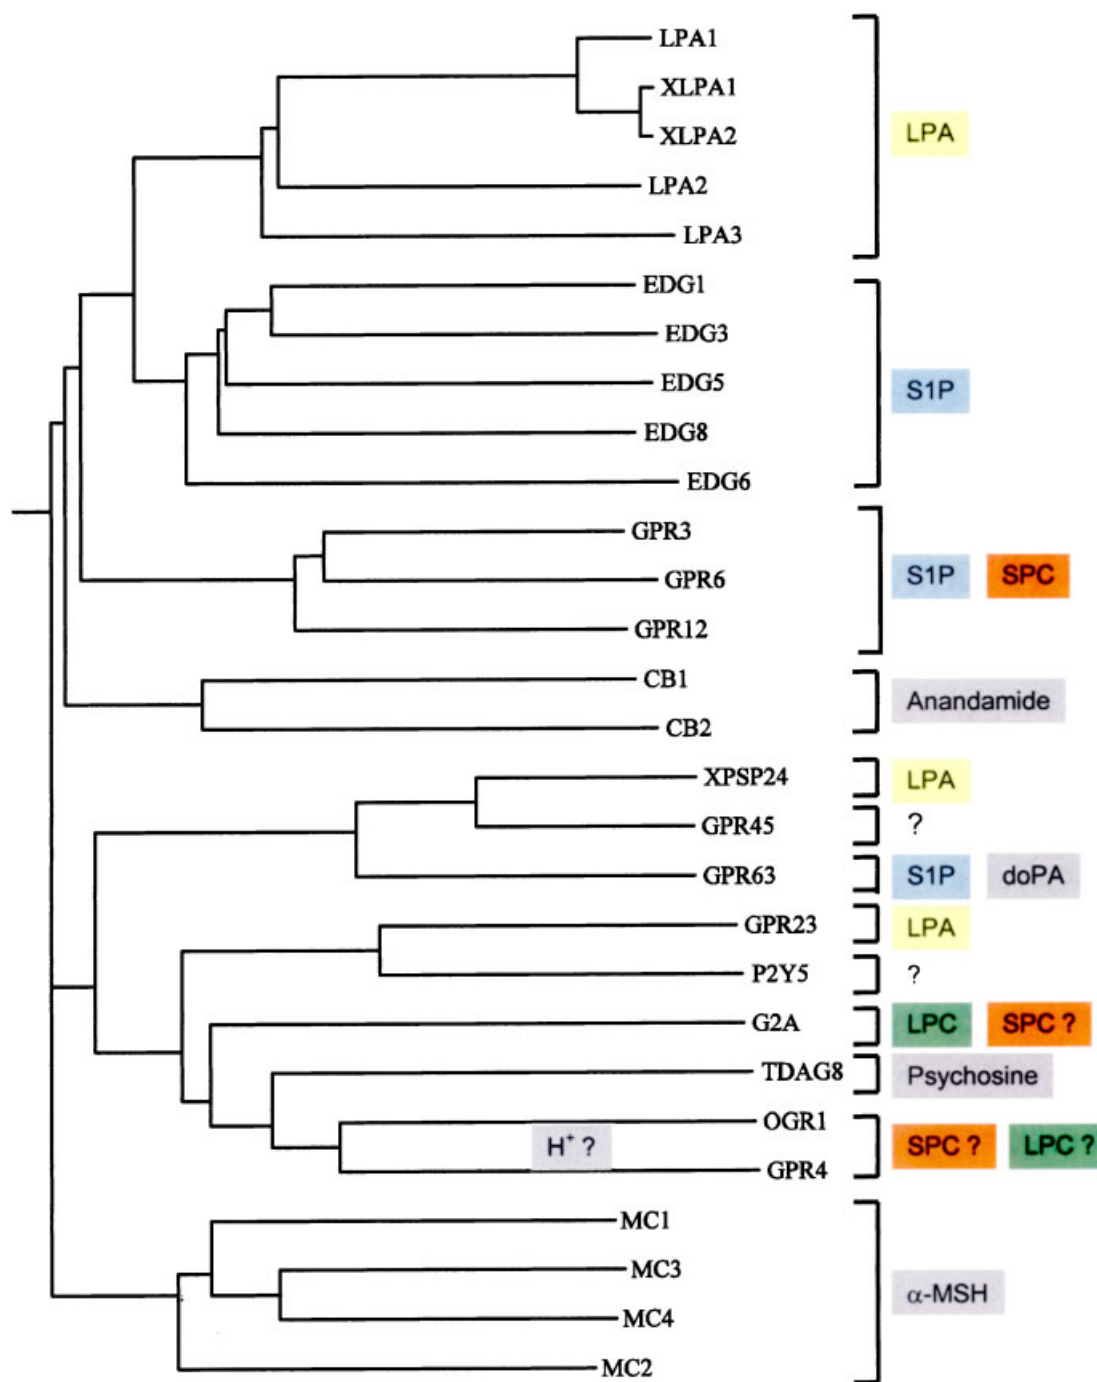 LPA1
XLPA1
LPA
XLPA2
LPA2
LPA3
EDG1
EDG3
EDG5
S1P
EDG8
EDG6
GPR3
GPR6
S1P SPC
GPR12
CB1
Anandamide
CB2
XPSP24
LPA
GPR45
?
GPR63
S1P doPA
GPR23
LPA
P2Y5
?
G2A
LPC SPC ?
TDAG8
Psychosine
OGR1
H⁺ ?
SPC ? LPC ?
GPR4
MC1
MC3
α-MSH
MC4
MC2